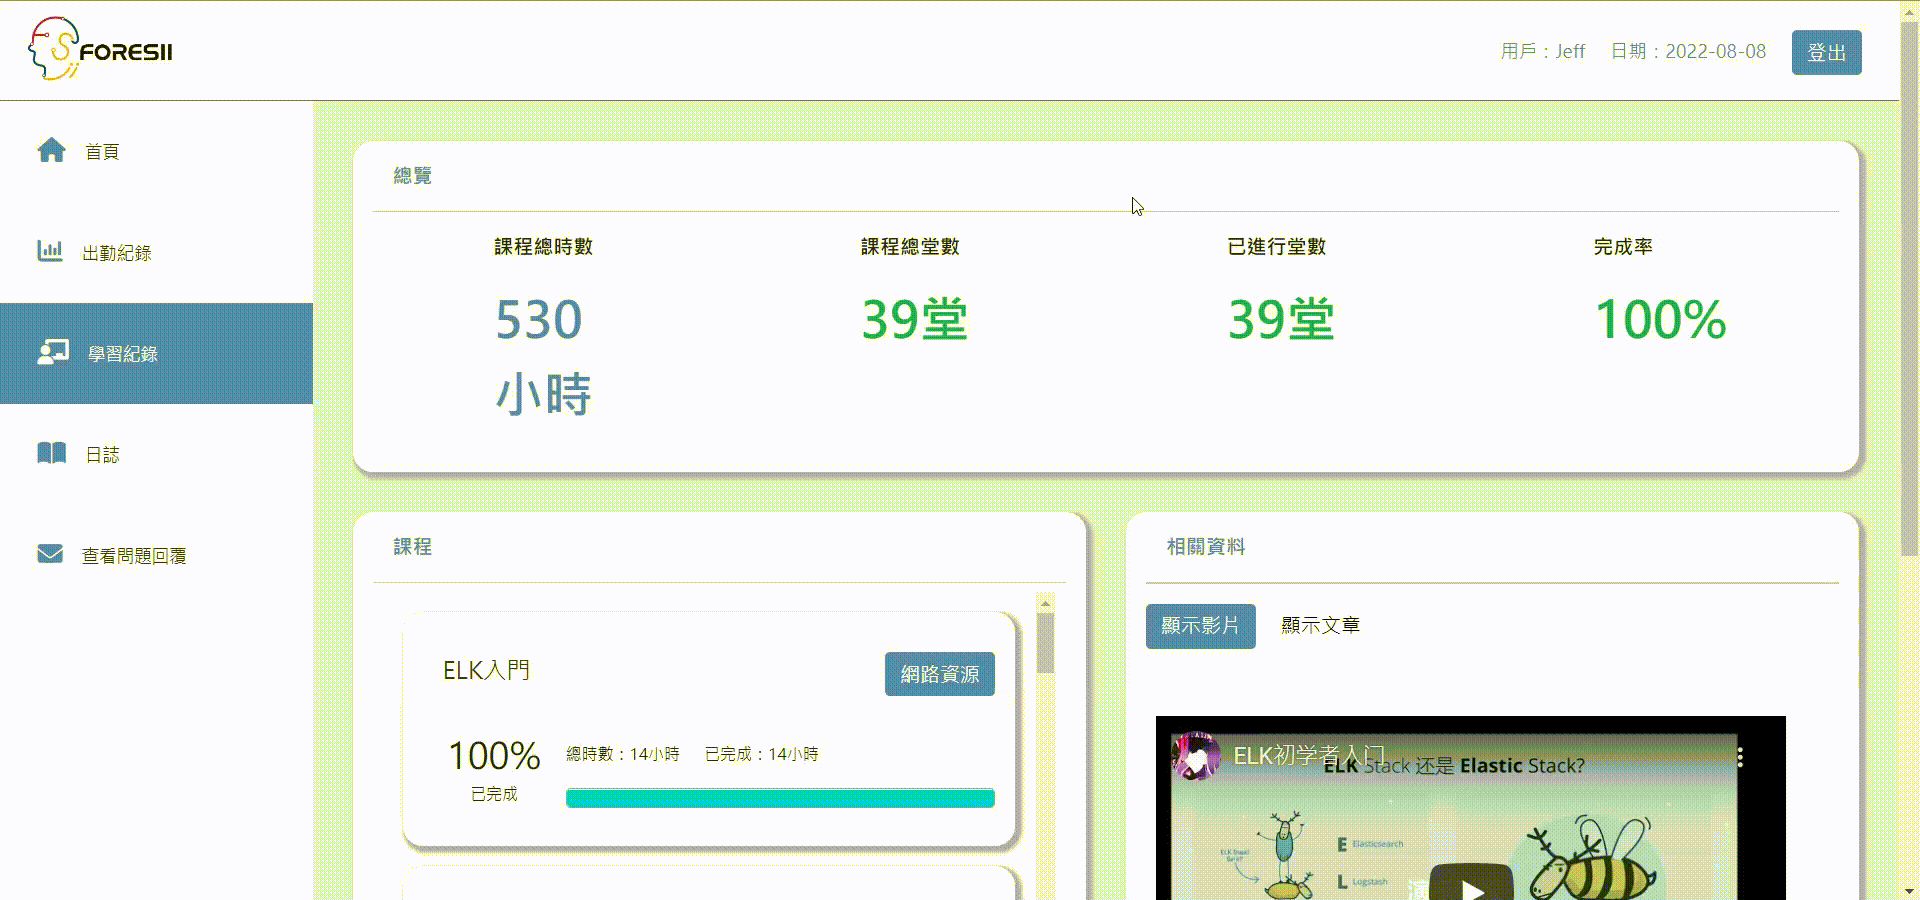 FORESII
用戶：Jeff 日期：2022-08-08 登出
首頁
出勤紀錄
學習紀錄
日誌
查看問題回覆
總覽
課程總時數 課程總堂數 已進行堂數 完成率
530 39堂 39堂 100%
小時
課程
ELK入門 網路資源
100% 總時數：14小時 已完成：14小時
已完成
相關資料
顯示影片 顯示文章
ELK初学者入门
ELK Stack 还是 Elastic Stack?
E Elasticsearch
L Logstash